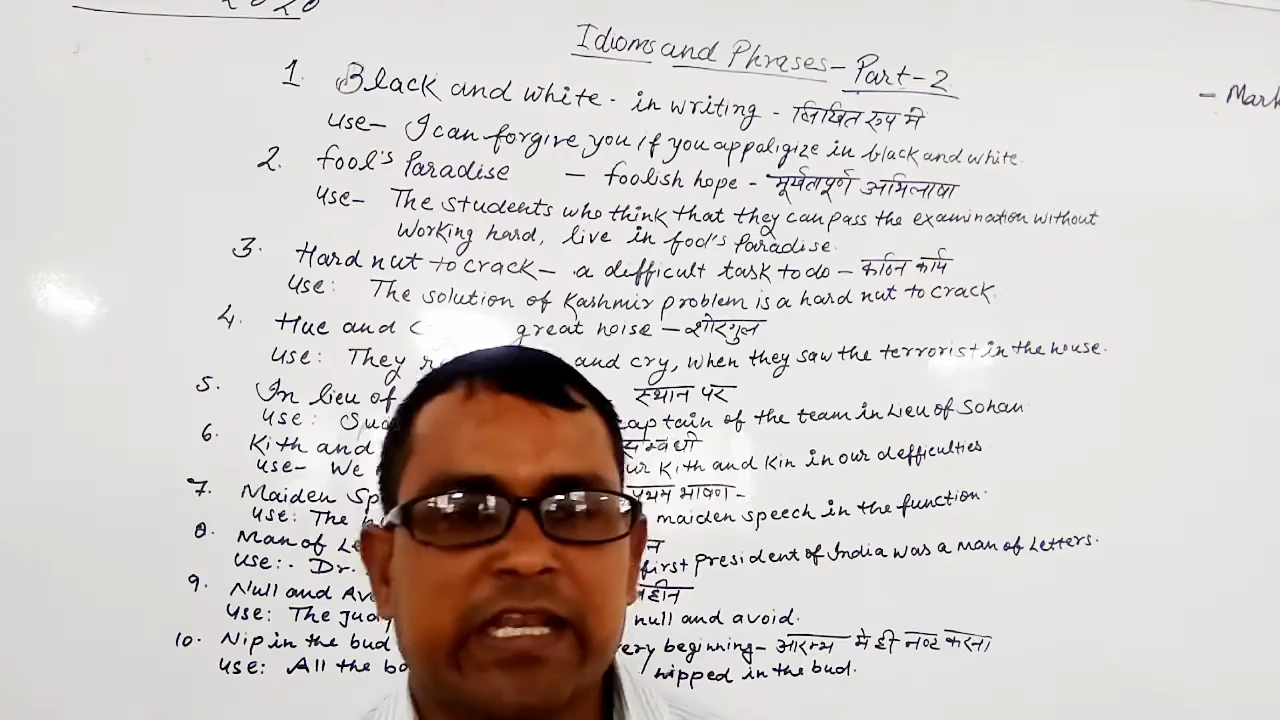 2020
Idioms and Phrases - Part-2
- Mark
1. Black and white - in writing - लिखित रूप में
use- I can forgive you if you appaligize in black and white.
2. fool's Paradise - foolish hope - मूर्खतापूर्ण अभिलाषा
use- The students who think that they can pass the examination without
working hard, live in fool's Paradise.
3. Hard nut to crack - a defficult task to do - कठिन कार्य
use: The solution of Kashmir problem is a hard nut to crack.
4. Hue and great noise - शोरगुल
use: They and cry, when they saw the terrorist in the house.
5. In lieu of स्थान पर
use: captain of the team in Lieu of Sohan
6. Kith and सम्बंधी
use- We our Kith and Kin in our defficulties
7. Maiden Sp प्रथम भाषण -
use: The maiden speech in the function.
8. Man of Le
use: Dr. first president of India was a Man of Letters.
9. Null and Avo हीन
use: The Jud null and avoid.
10. Nip in the bud very beginning - आरम्भ मे ही नष्ट करना
use: All the nipped in the bud.